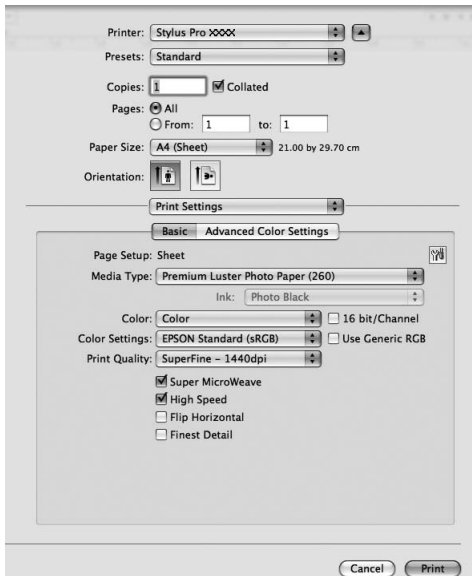 Printer: Stylus Pro XXXX
Presets: Standard
Copies: 1 Collated
Pages: All
From: 1 to: 1
Paper Size: A4 (Sheet) 21.00 by 29.70 cm
Orientation:
Print Settings
Basic Advanced Color Settings
Page Setup: Sheet
Media Type: Premium Luster Photo Paper (260)
Ink: Photo Black
Color: Color 16 bit/Channel
Color Settings: EPSON Standard (sRGB) Use Generic RGB
Print Quality: SuperFine – 1440dpi
Super MicroWeave
High Speed
Flip Horizontal
Finest Detail
Cancel Print